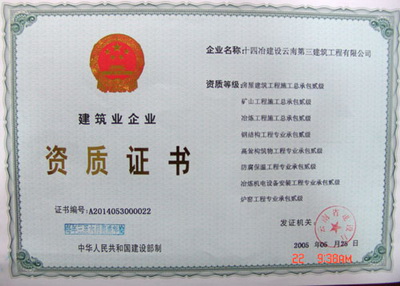 建筑业企业
资质证书
证书编号:A2014053000022
中华人民共和国建设部制
企业名称:十四冶建设云南第三建筑工程有限公司
资质等级:房屋建筑工程施工总承包贰级
矿山工程施工总承包贰级
冶炼工程施工总承包贰级
钢结构工程专业承包贰级
高耸构筑物工程专业承包贰级
防腐保温工程专业承包贰级
冶炼机电设备安装工程专业承包贰级
炉窑工程专业承包贰级
发证机关
2005 年 05 月 25 日
22 9:38AM